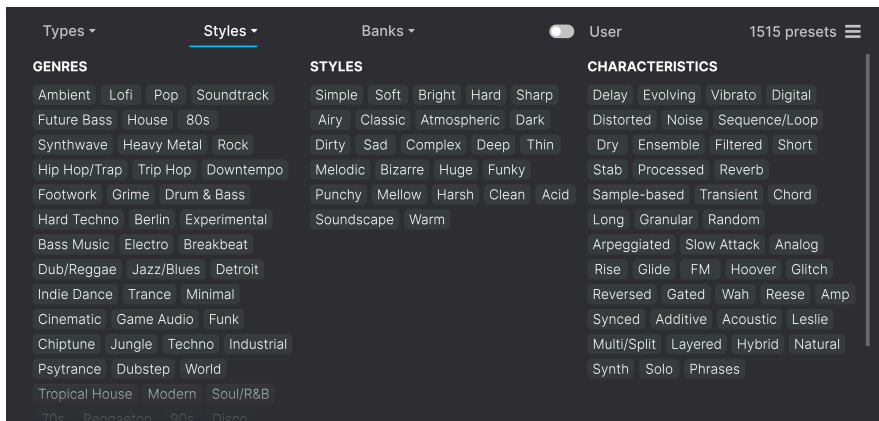 Types Styles Banks User 1515 presets
GENRES
Ambient Lofi Pop Soundtrack
Future Bass House 80s
Synthwave Heavy Metal Rock
Hip Hop/Trap Trip Hop Downtempo
Footwork Grime Drum & Bass
Hard Techno Berlin Experimental
Bass Music Electro Breakbeat
Dub/Reggae Jazz/Blues Detroit
Indie Dance Trance Minimal
Cinematic Game Audio Funk
Chiptune Jungle Techno Industrial
Psytrance Dubstep World
Tropical House Modern Soul/R&B
70s Reggaeton 90s Disco
STYLES
Simple Soft Bright Hard Sharp
Airy Classic Atmospheric Dark
Dirty Sad Complex Deep Thin
Melodic Bizarre Huge Funky
Punchy Mellow Harsh Clean Acid
Soundscape Warm
CHARACTERISTICS
Delay Evolving Vibrato Digital
Distorted Noise Sequence/Loop
Dry Ensemble Filtered Short
Stab Processed Reverb
Sample-based Transient Chord
Long Granular Random
Arpeggiated Slow Attack Analog
Rise Glide FM Hoover Glitch
Reversed Gated Wah Reese Amp
Synced Additive Acoustic Leslie
Multi/Split Layered Hybrid Natural
Synth Solo Phrases